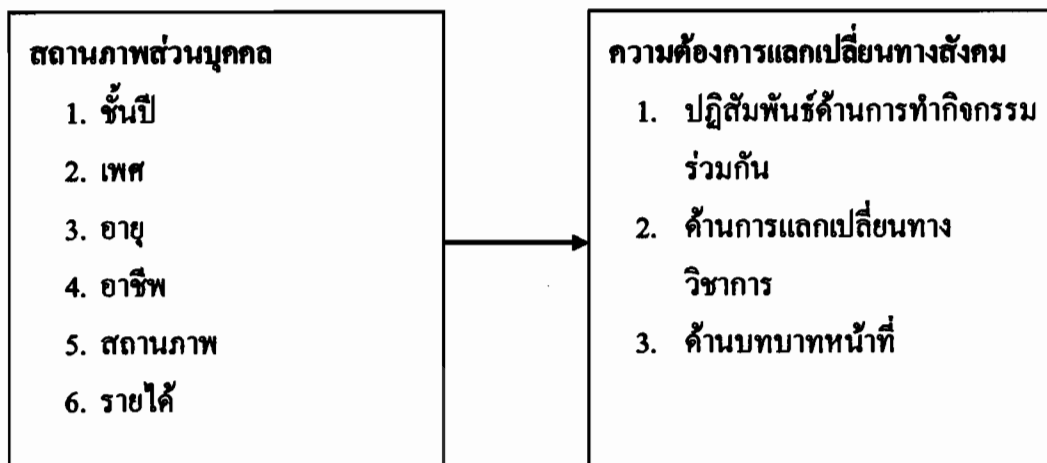 สถานภาพส่วนบุคคล
1. ชั้นปี
2. เพศ
3. อายุ
4. อาชีพ
5. สถานภาพ
6. รายได้
ความต้องการแลกเปลี่ยนทางสังคม
1. ปฏิสัมพันธ์ด้านการทำกิจกรรม
ร่วมกัน
2. ด้านการแลกเปลี่ยนทาง
วิชาการ
3. ด้านบทบาทหน้าที่